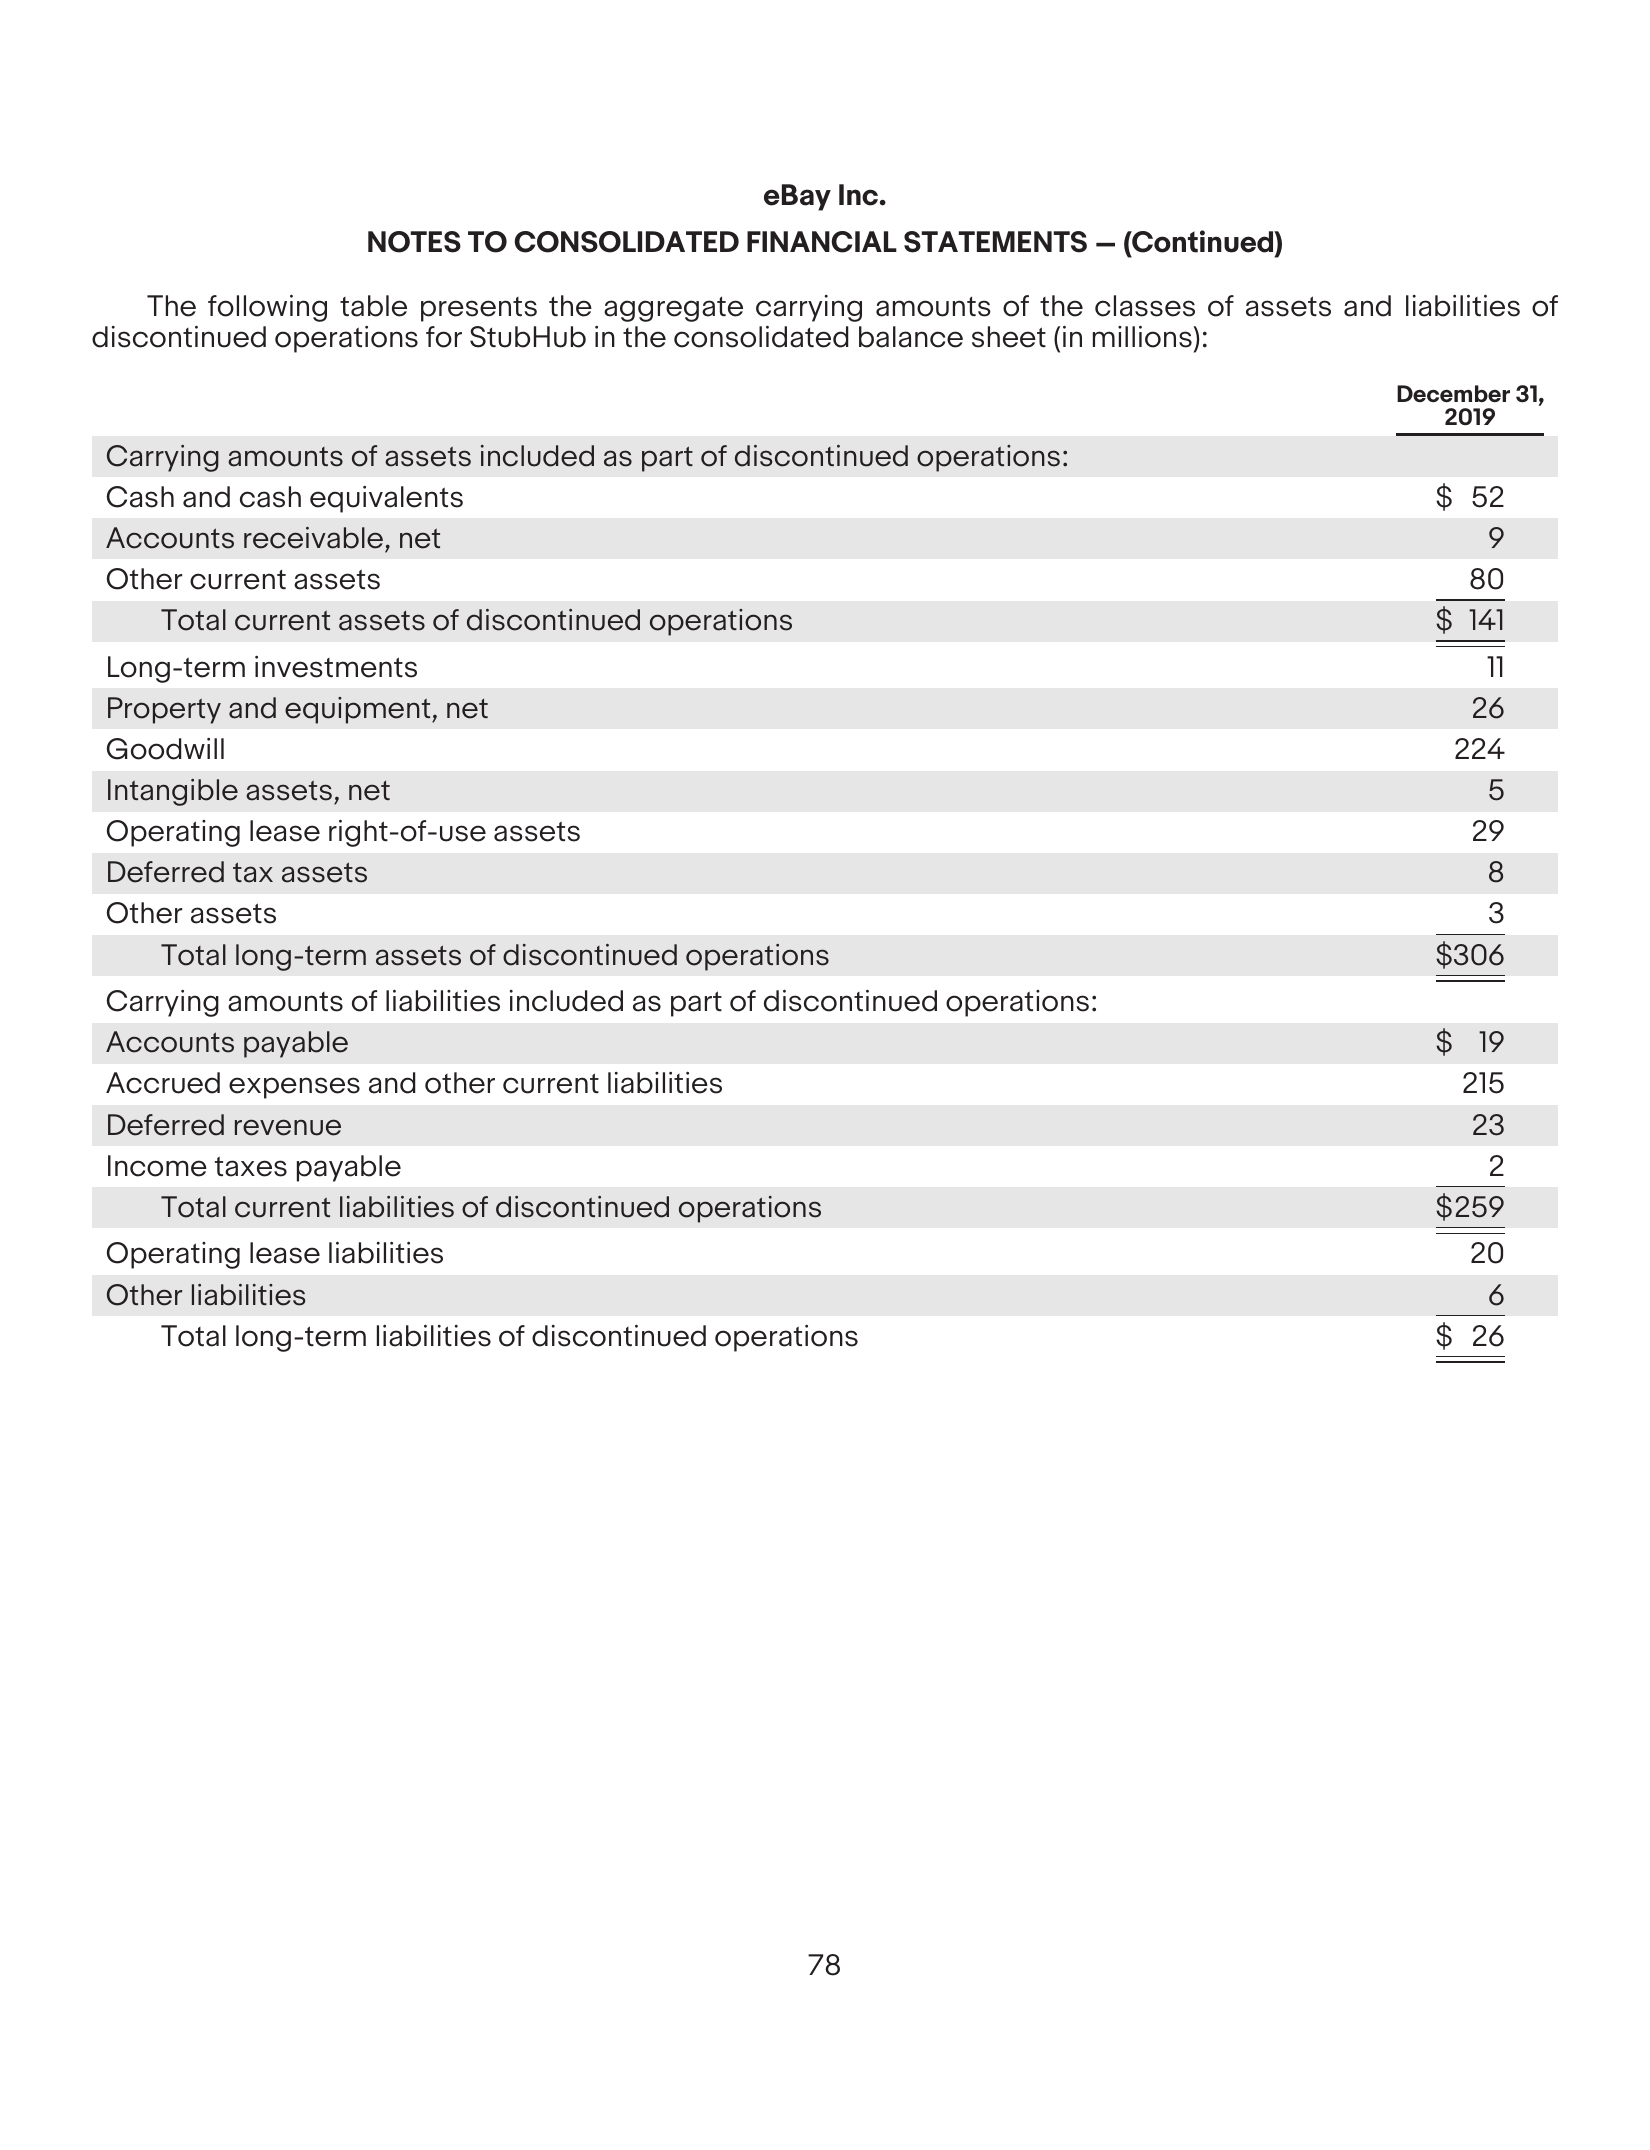 eBay Inc.
NOTES TO CONSOLIDATED FINANCIAL STATEMENTS — (Continued)
The following table presents the aggregate carrying amounts of the classes of assets and liabilities of
discontinued operations for StubHub in the consolidated balance sheet (in millions):
December 31,
2019
Carrying amounts of assets included as part of discontinued operations:
Cash and cash equivalents $ 52
Accounts receivable, net 9
Other current assets 80
Total current assets of discontinued operations $ 141
Long-term investments 11
Property and equipment, net 26
Goodwill 224
Intangible assets, net 5
Operating lease right-of-use assets 29
Deferred tax assets 8
Other assets 3
Total long-term assets of discontinued operations $306
Carrying amounts of liabilities included as part of discontinued operations:
Accounts payable $ 19
Accrued expenses and other current liabilities 215
Deferred revenue 23
Income taxes payable 2
Total current liabilities of discontinued operations $259
Operating lease liabilities 20
Other liabilities 6
Total long-term liabilities of discontinued operations $ 26
78